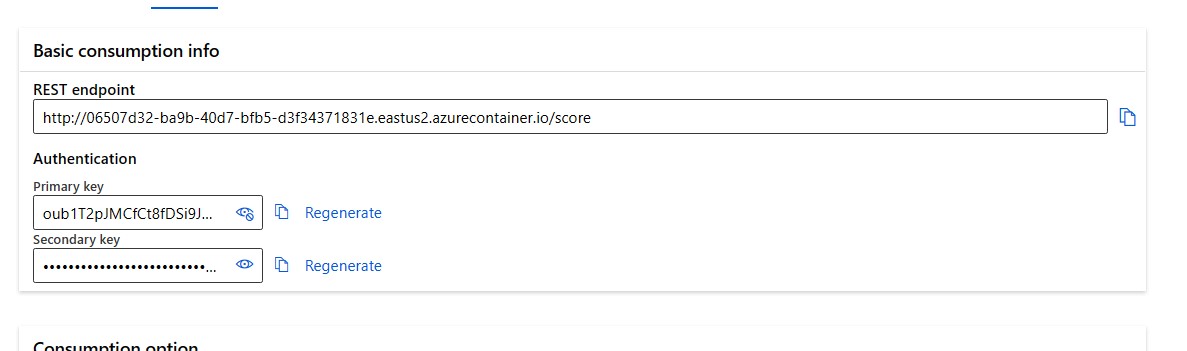 Basic consumption info
REST endpoint
http://06507d32-ba9b-40d7-bfb5-d3f34371831e.eastus2.azurecontainer.io/score
Authentication
Primary key
oub1T2pJMCfCt8fDSi9J... Regenerate
Secondary key
••••••••••••••••••••••••••... Regenerate
Consumption option